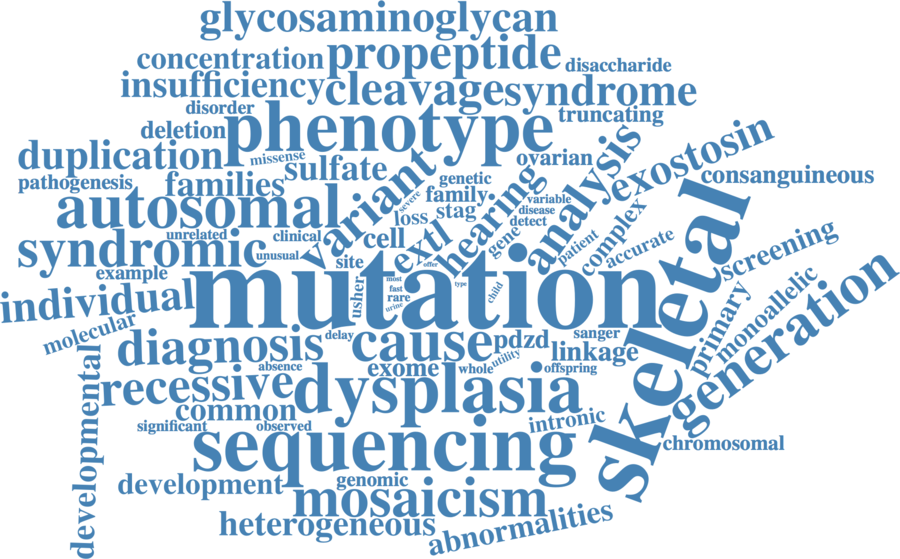 glycosaminoglycan
concentration
propeptide
disaccharide
insufficiency
cleavage
syndrome
disorder
truncating
deletion
phenotype
duplication
missense
sulfate
ovarian
exostosin
pathogenesis
families
variant
severe
genetic
family
variable
analysis
consanguineous
autosomal
loss
stag
disease
detect
hearing
unrelated
clinical
cell
extl
gene
patient
complex
accurate
skeletal
screening
syndromic
unusual
site
example
mutation
most
offer
type
fast
rare
urine
child
usher
individual
molecular
primary
monoallelic
generation
diagnosis
delay
cause
pdzd
sanger
linkage
absence
exome
whole
utility
offspring
developmental
recessive
dysplasia
common
intronic
significant
observed
sequencing
chromosomal
development
genomic
mosaicism
heterogeneous
abnormalities